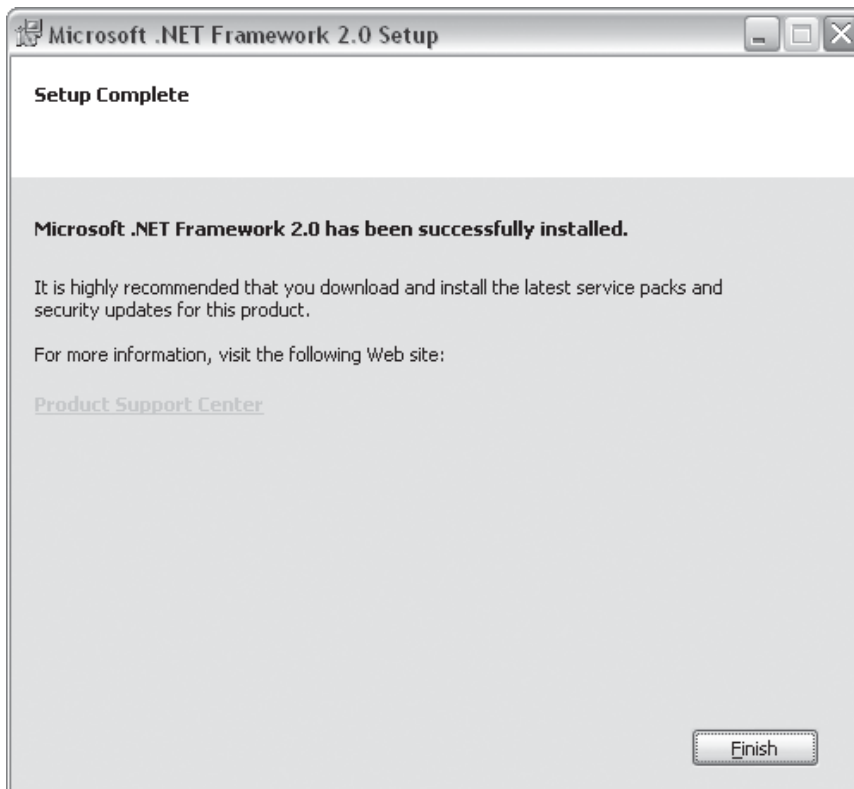 Microsoft .NET Framework 2.0 Setup
Setup Complete
Microsoft .NET Framework 2.0 has been successfully installed.
It is highly recommended that you download and install the latest service packs and
security updates for this product.
For more information, visit the following Web site:
Product Support Center
Finish